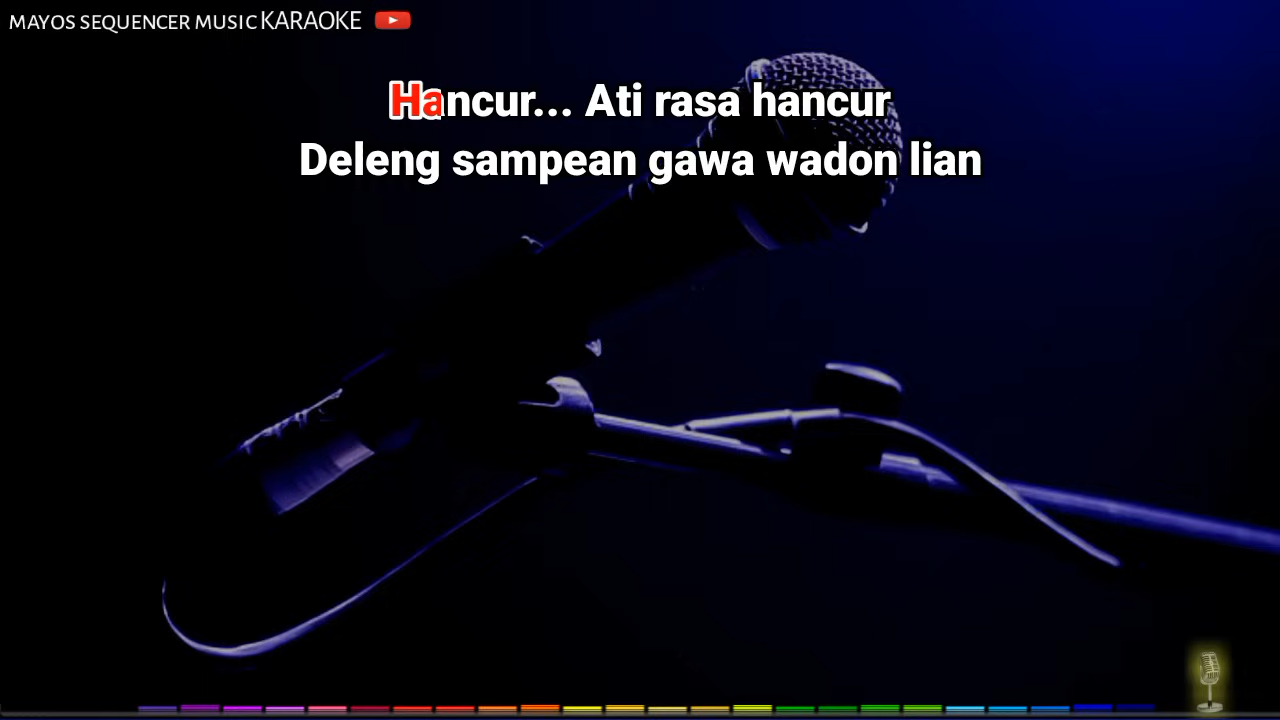 MAYOS SEQUENCER MUSIC KARAOKE
Hancur... Ati rasa hancur
Deleng sampean gawa wadon lian